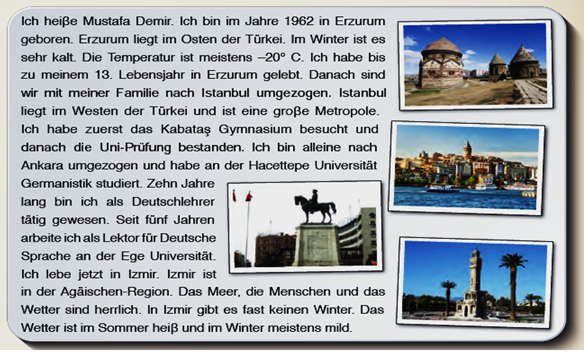 Ich heiβe Mustafa Demir. Ich bin im Jahre 1962 in Erzurum
geboren. Erzurum liegt im Osten der Türkei. Im Winter ist es
sehr kalt. Die Temperatur ist meistens –20° C. Ich habe bis
zu meinem 13. Lebensjahr in Erzurum gelebt. Danach sind
wir mit meiner Familie nach Istanbul umgezogen. Istanbul
liegt im Westen der Türkei und ist eine groβe Metropole.
Ich habe zuerst das Kabataş Gymnasium besucht und
danach die Uni-Prüfung bestanden. Ich bin alleine nach
Ankara umgezogen und habe an der Hacettepe Universität
Germanistik studiert. Zehn Jahre
lang bin ich als Deutschlehrer
tätig gewesen. Seit fünf Jahren
arbeite ich als Lektor für Deutsche
Sprache an der Ege Universität.
Ich lebe jetzt in Izmir. Izmir ist
in der Agäischen-Region. Das Meer, die Menschen und das
Wetter sind herrlich. In Izmir gibt es fast keinen Winter. Das
Wetter ist im Sommer heiβ und im Winter meistens mild.